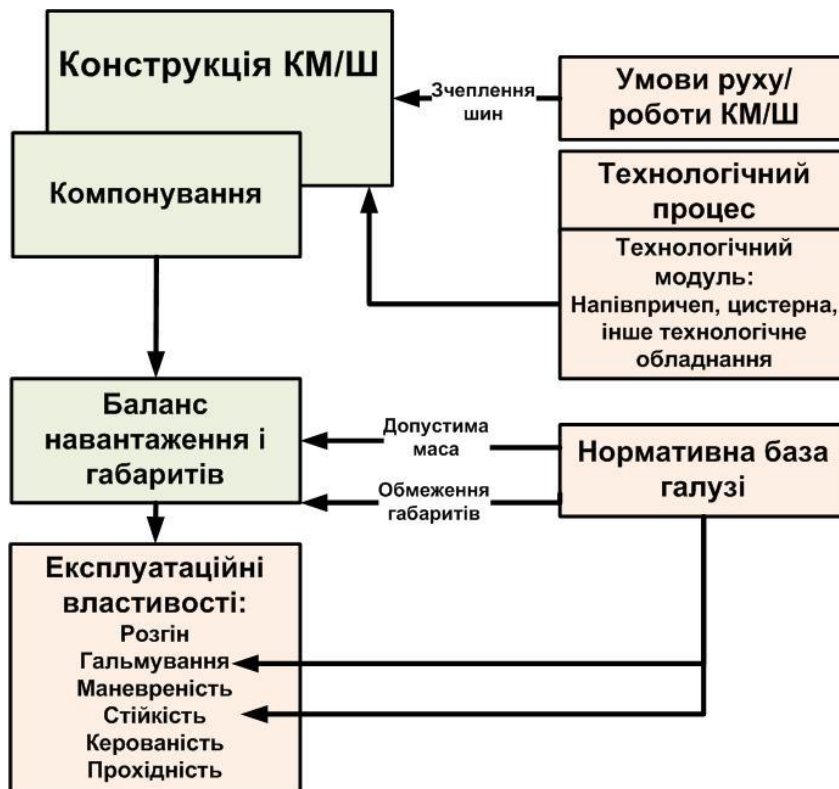 Конструкція КМ/Ш
Компонування
Зчеплення
шин
Умови руху/
роботи КМ/Ш
Технологічний
процес
Технологічний
модуль:
Напівпричеп, цистерна,
інше технологічне
обладнання
Баланс
навантаження і
габаритів
Допустима
маса
Обмеження
габаритів
Нормативна база
галузі
Експлуатаційні
властивості:
Розгін
Гальмування
Маневреність
Стійкість
Керованість
Прохідність